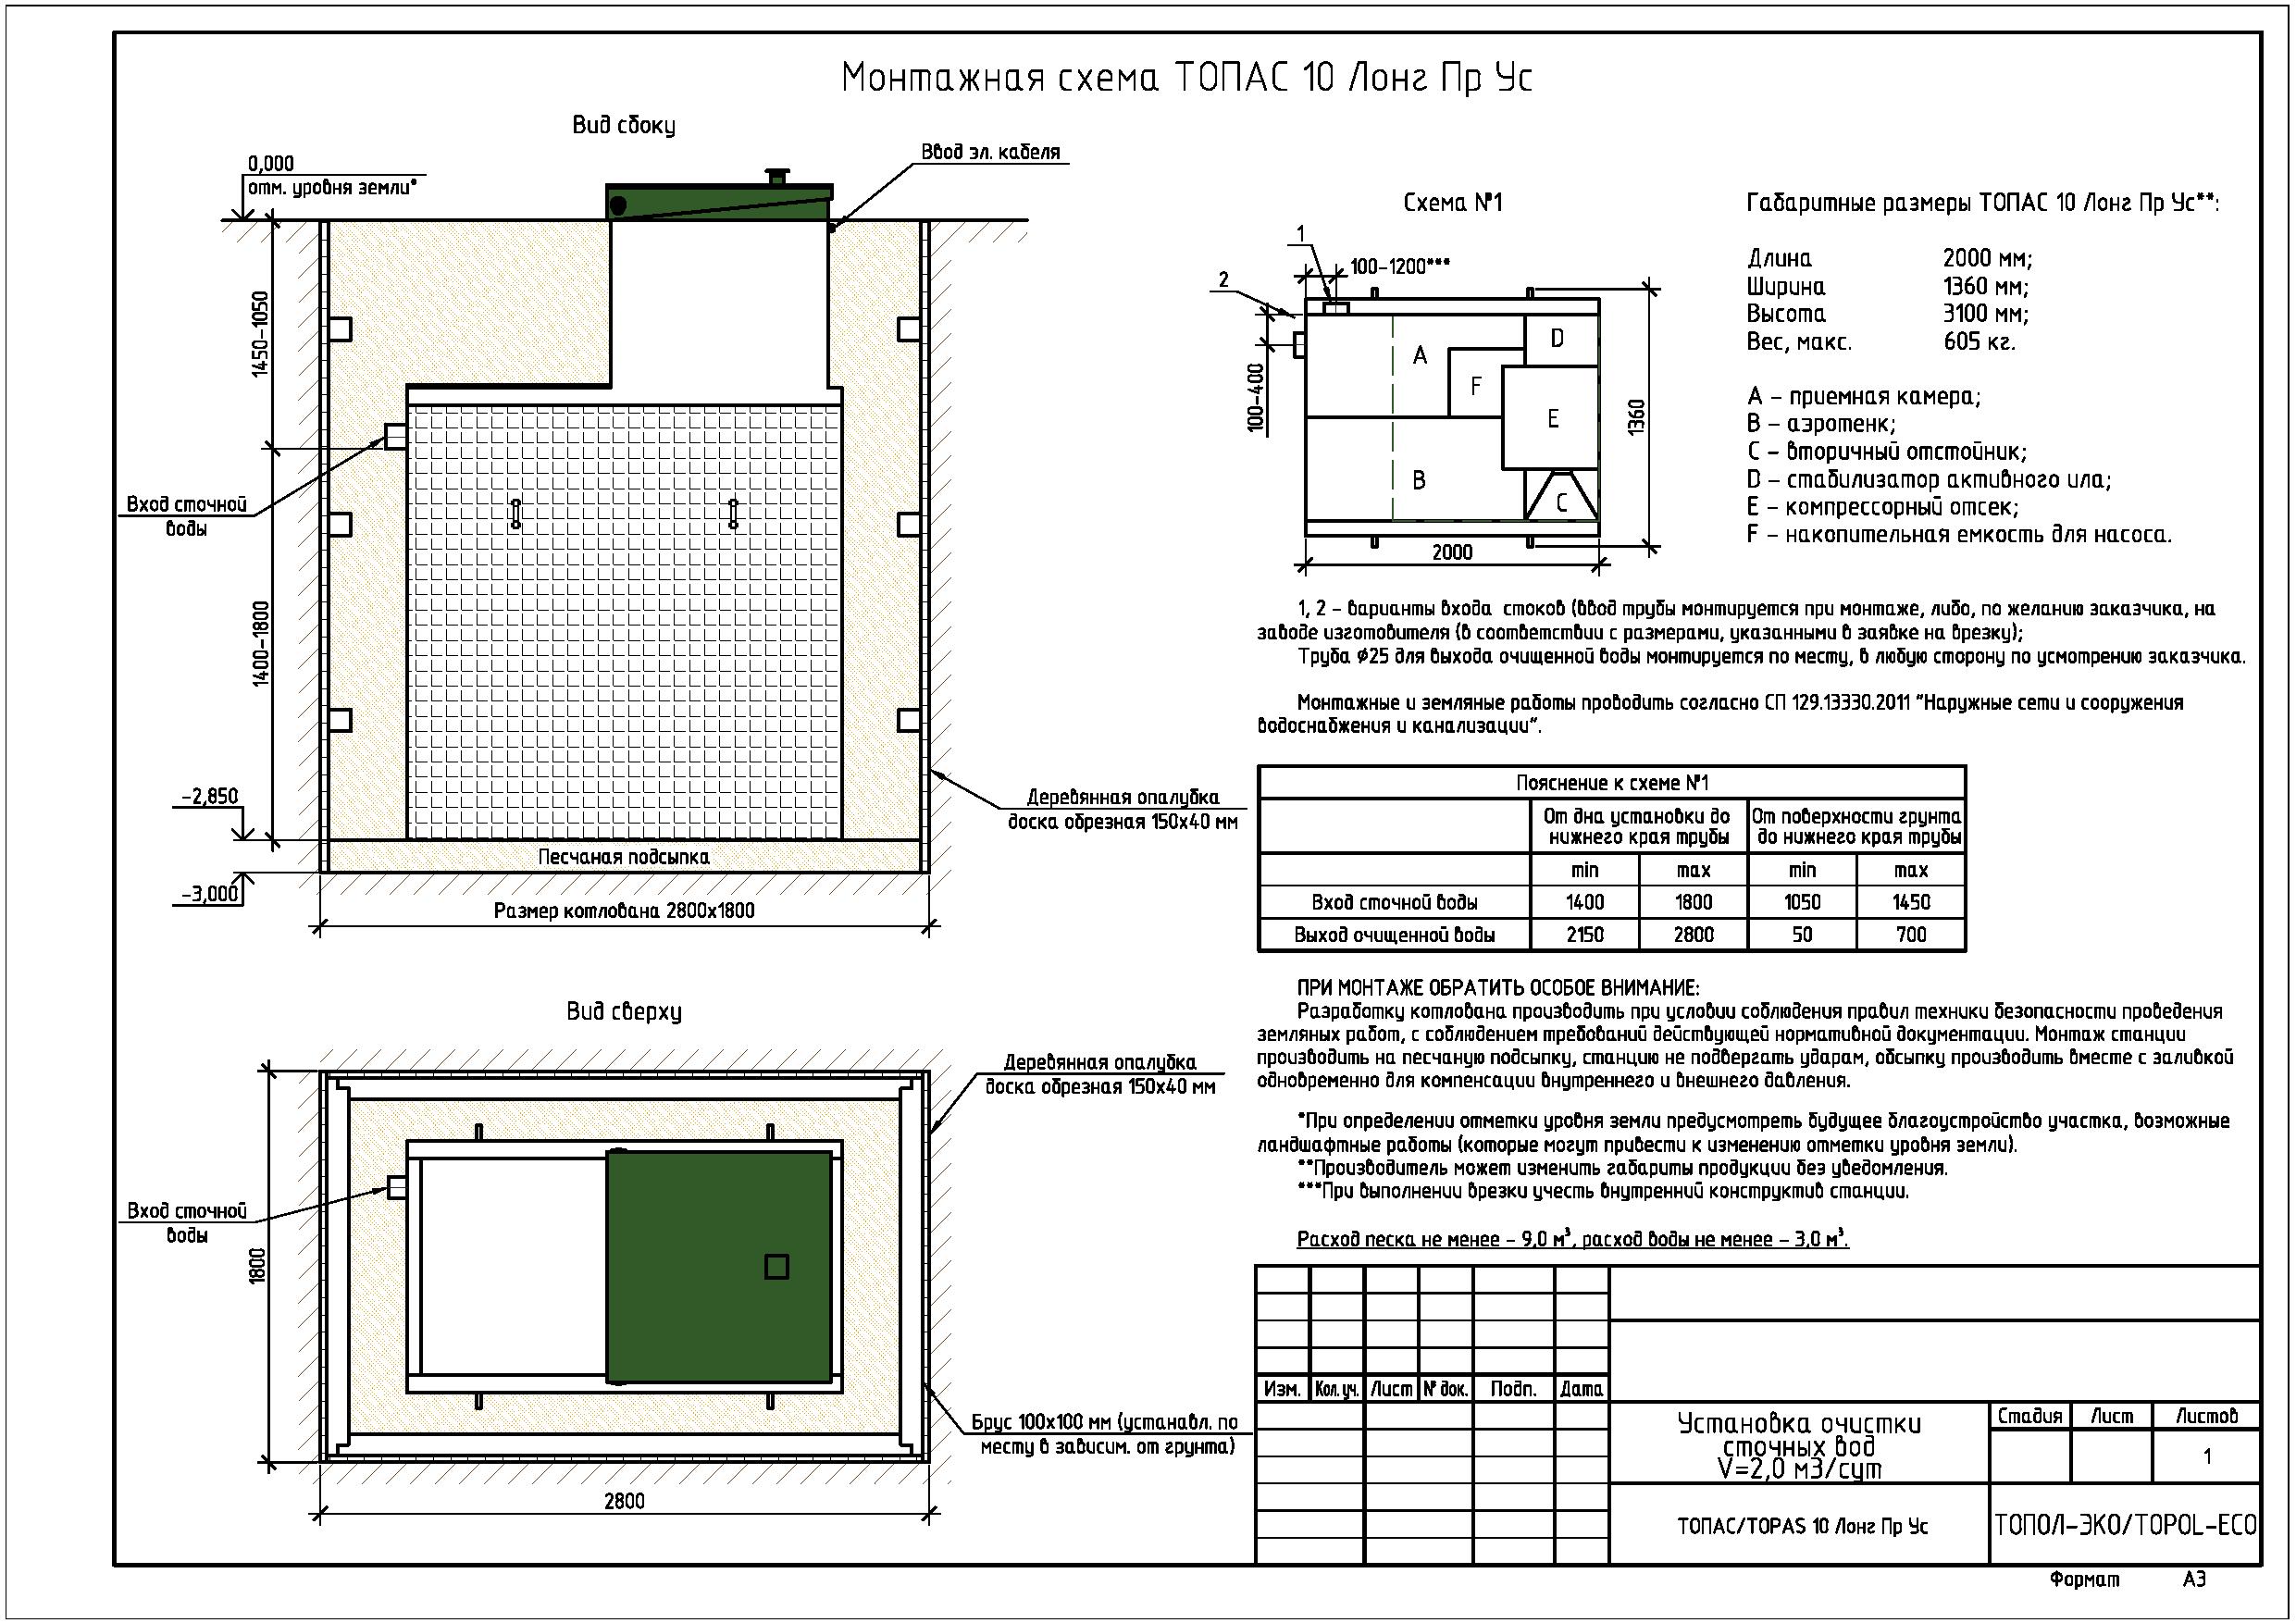 Монтажная схема ТОПАС 10 Лонг Пр Ус
Вид сбоку
0,000
отм. уровня земли*
Ввод эл. кабеля
1450-1050
Вход сточной
воды
1400-1800
-2,850
-3,000
Деревянная опалубка
доска обрезная 150x40 мм
Песчаная подсыпка
Размер котлована 2800x1800
Вид сверху
Деревянная опалубка
доска обрезная 150x40 мм
Вход сточной
воды
1800
Брус 100x100 мм (устанавл. по
месту в зависим. от грунта)
2800
Схема №1
1
100-1200***
2
100-400
A
D
F
E
B
C
1360
2000
Габаритные размеры ТОПАС 10 Лонг Пр Ус**:
Длина 2000 мм;
Ширина 1360 мм;
Высота 3100 мм;
Вес, макс. 605 кг.
A - приемная камера;
B - аэротенк;
C - вторичный отстойник;
D - стабилизатор активного ила;
E - компрессорный отсек;
F - накопительная емкость для насоса.
1, 2 - варианты входа стоков (ввод трубы монтируется при монтаже, либо, по желанию заказчика, на
заводе изготовителя (в соответствии с размерами, указанными в заявке на врезку);
Труба Ø25 для выхода очищенной воды монтируется по месту, в любую сторону по усмотрению заказчика.
Монтажные и земляные работы проводить согласно СП 129.13330.2011 "Наружные сети и сооружения
водоснабжения и канализации".
Пояснение к схеме №1
От дна установки до
нижнего края трубы
От поверхности грунта
до нижнего края трубы
min max min max
Вход сточной воды 1400 1800 1050 1450
Выход очищенной воды 2150 2800 50 700
ПРИ МОНТАЖЕ ОБРАТИТЬ ОСОБОЕ ВНИМАНИЕ:
Разработку котлована производить при условии соблюдения правил техники безопасности проведения
земляных работ, с соблюдением требований действующей нормативной документации. Монтаж станции
производить на песчаную подсыпку, станцию не подвергать ударам, обсыпку производить вместе с заливкой
одновременно для компенсации внутреннего и внешнего давления.
*При определении отметки уровня земли предусмотреть будущее благоустройство участка, возможные
ландшафтные работы (которые могут привести к изменению отметки уровня земли).
**Производитель может изменить габариты продукции без уведомления.
***При выполнении врезки учесть внутренний конструктив станции.
Расход песка не менее - 9,0 м³, расход воды не менее - 3,0 м³.
Изм. Кол.уч. Лист № док. Подп. Дата
Установка очистки
сточных вод
V=2,0 м3/сут
Стадия Лист Листов
1
ТОПАС/TOPAS 10 Лонг Пр Ус
ТОПОЛ-ЭКО/TOPOL-ECO
Формат А3